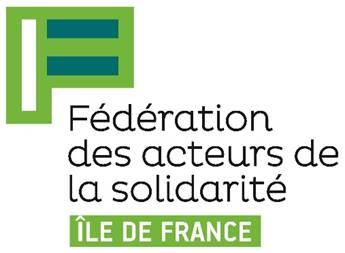 Fédération
des acteurs de
la solidarité
ÎLE DE FRANCE